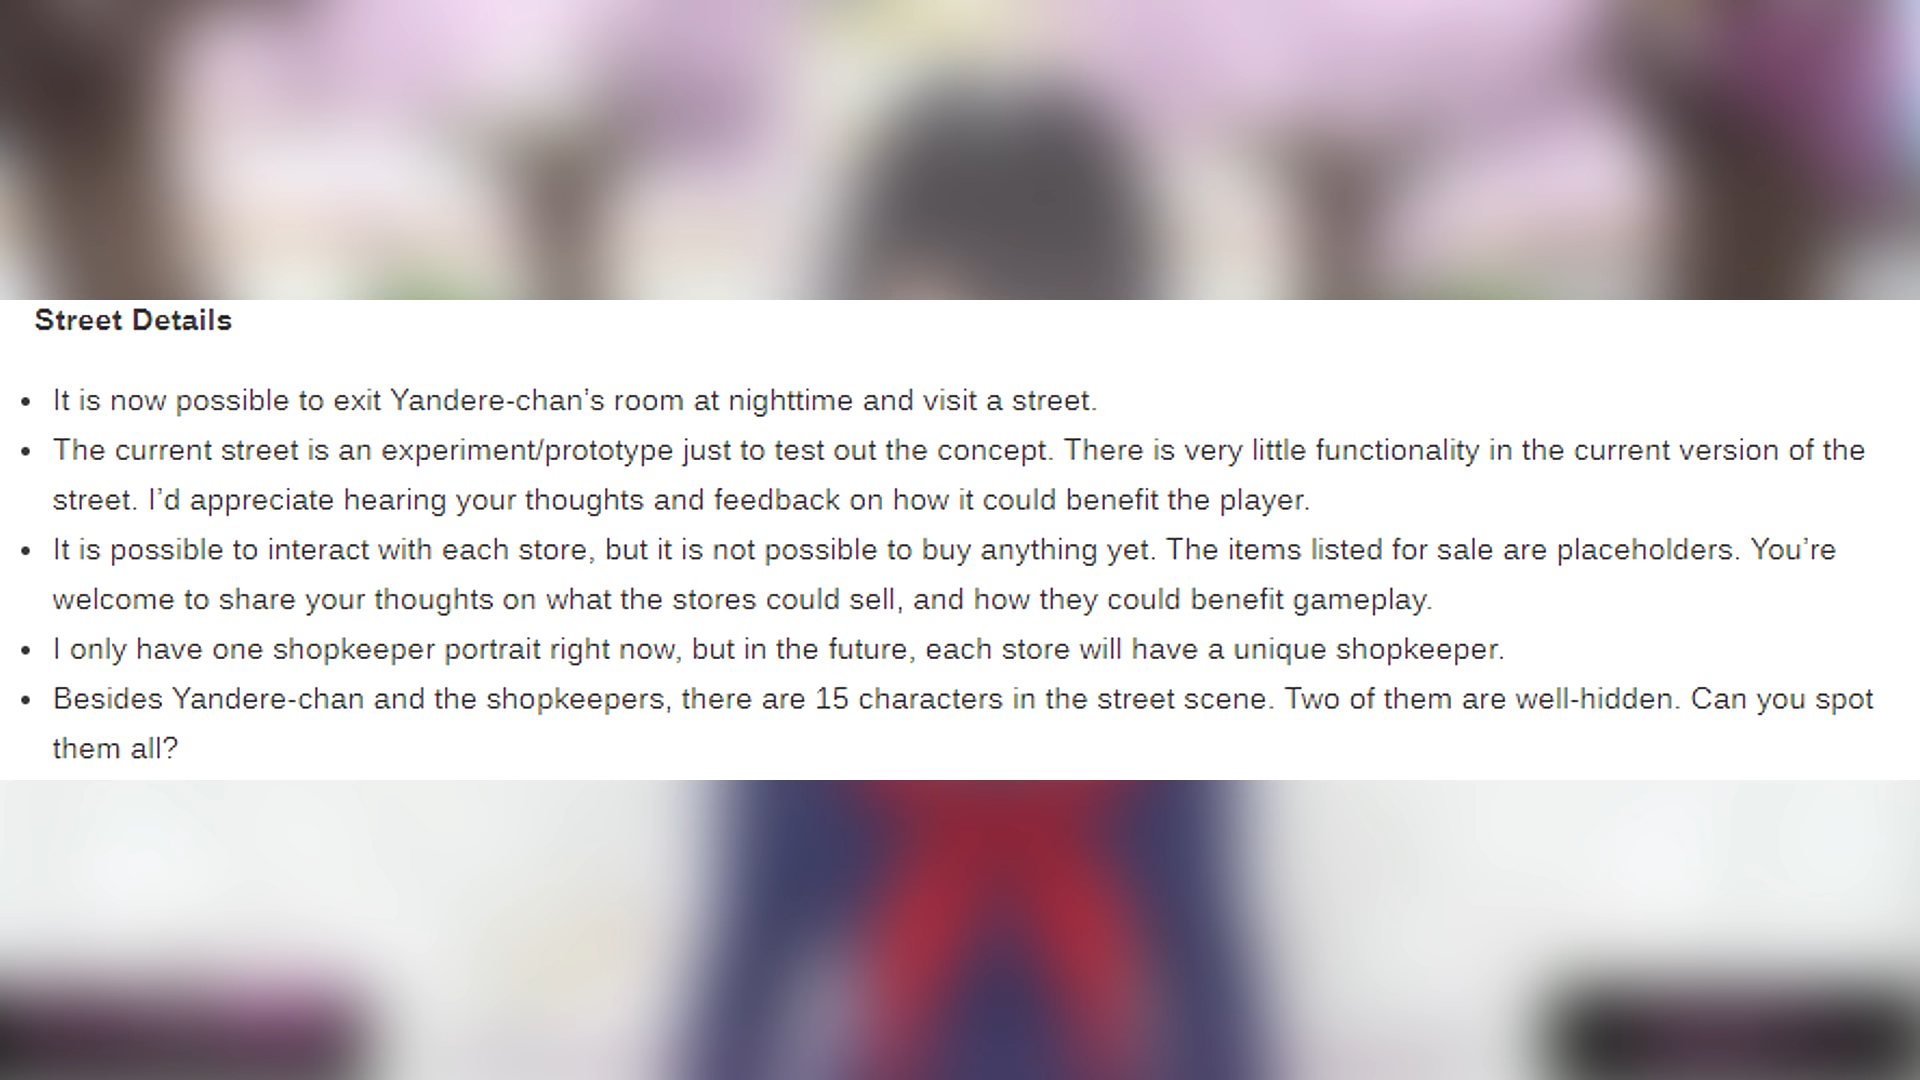 Street Details
• It is now possible to exit Yandere-chan’s room at nighttime and visit a street.
• The current street is an experiment/prototype just to test out the concept. There is very little functionality in the current version of the
street. I’d appreciate hearing your thoughts and feedback on how it could benefit the player.
• It is possible to interact with each store, but it is not possible to buy anything yet. The items listed for sale are placeholders. You’re
welcome to share your thoughts on what the stores could sell, and how they could benefit gameplay.
• I only have one shopkeeper portrait right now, but in the future, each store will have a unique shopkeeper.
• Besides Yandere-chan and the shopkeepers, there are 15 characters in the street scene. Two of them are well-hidden. Can you spot
them all?